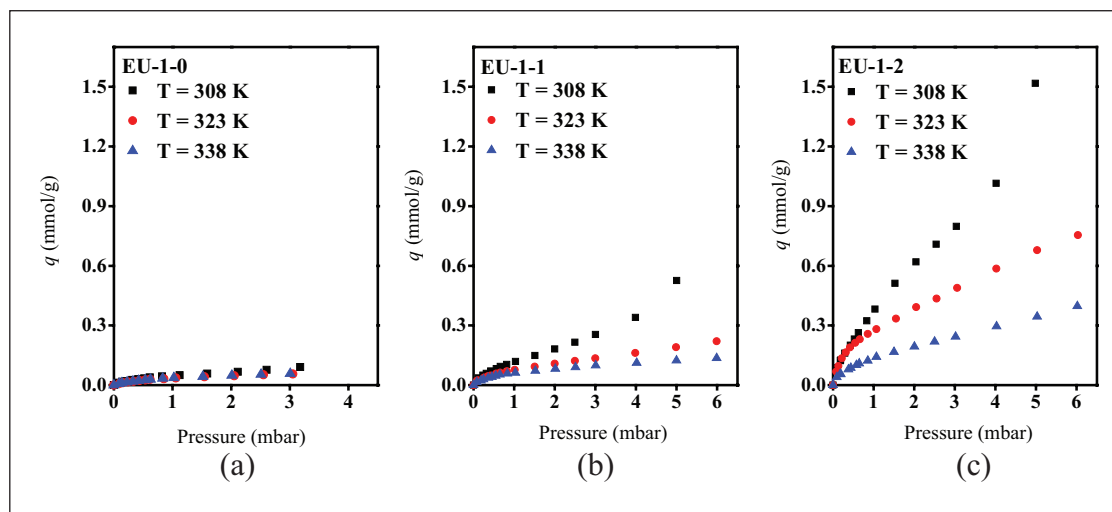 EU-1-0
T = 308 K
T = 323 K
T = 338 K
1.5
1.2
0.9
0.6
0.3
0.0
q (mmol/g)
0 1 2 3 4
Pressure (mbar)
(a)
EU-1-1
T = 308 K
T = 323 K
T = 338 K
1.5
1.2
0.9
0.6
0.3
0.0
q (mmol/g)
0 1 2 3 4 5 6
Pressure (mbar)
(b)
EU-1-2
T = 308 K
T = 323 K
T = 338 K
1.5
1.2
0.9
0.6
0.3
0.0
q (mmol/g)
0 1 2 3 4 5 6
Pressure (mbar)
(c)